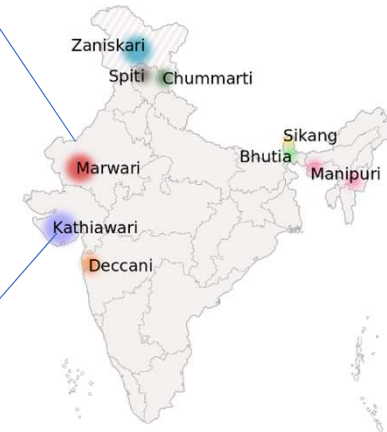 Zaniskari
Spiti
Chummarti
Sikang
Bhutia
Manipuri
Marwari
Kathiawari
Deccani